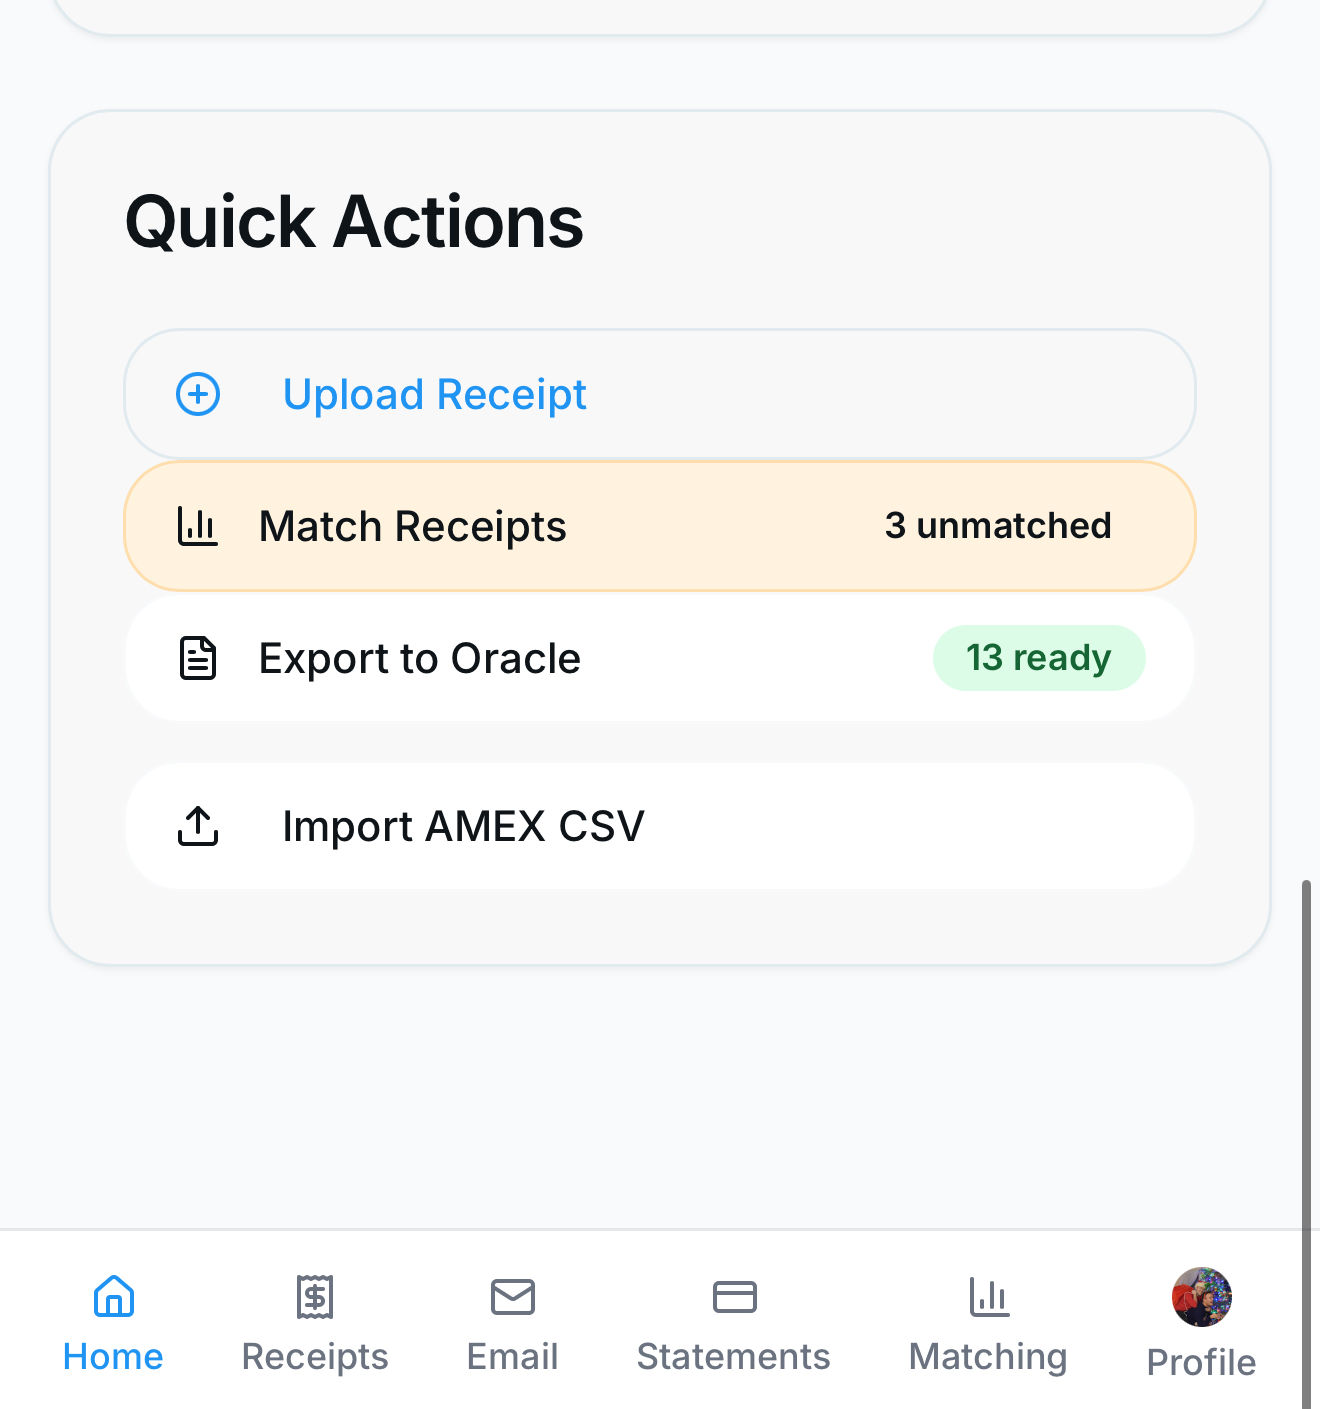 Quick Actions
Upload Receipt
Match Receipts 3 unmatched
Export to Oracle 13 ready
Import AMEX CSV
Home Receipts Email Statements Matching Profile